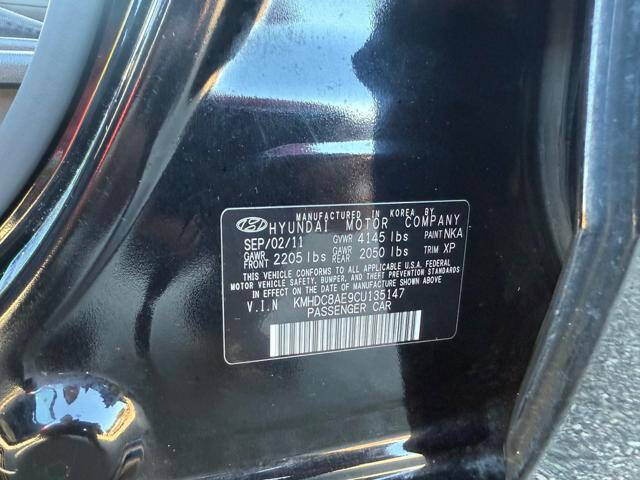 MANUFACTURED IN KOREA BY
HYUNDAI MOTOR COMPANY
SEP/02/11 GVWR 4145 lbs PAINT NKA
GAWR FRONT 2205 lbs GAWR REAR 2050 lbs TRIM XP
THIS VEHICLE CONFORMS TO ALL APPLICABLE U.S. FEDERAL
MOTOR VEHICLE SAFETY, BUMPER, AND THEFT PREVENTION
STANDARDS IN EFFECT ON THE DATE OF MANUFACTURE SHOWN ABOVE
V.I.N KMHDC8AE9CU135147
PASSENGER CAR